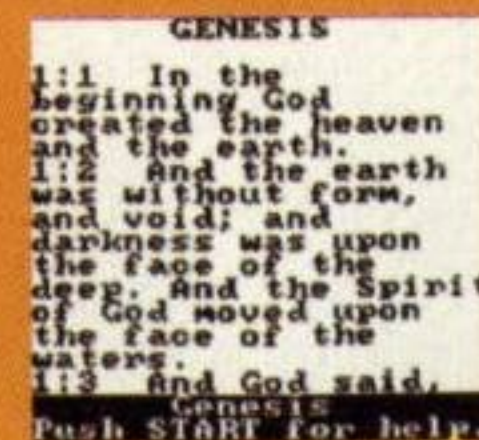 GENESIS
1:1 In the
beginning God
created the heaven
and the earth.
1:2 And the earth
was without form,
and void; and
darkness was upon
the face of the
deep. And the Spirit
of God moved upon
the face of the
waters.
1:3 And God said,
Genesis
Push START for help.